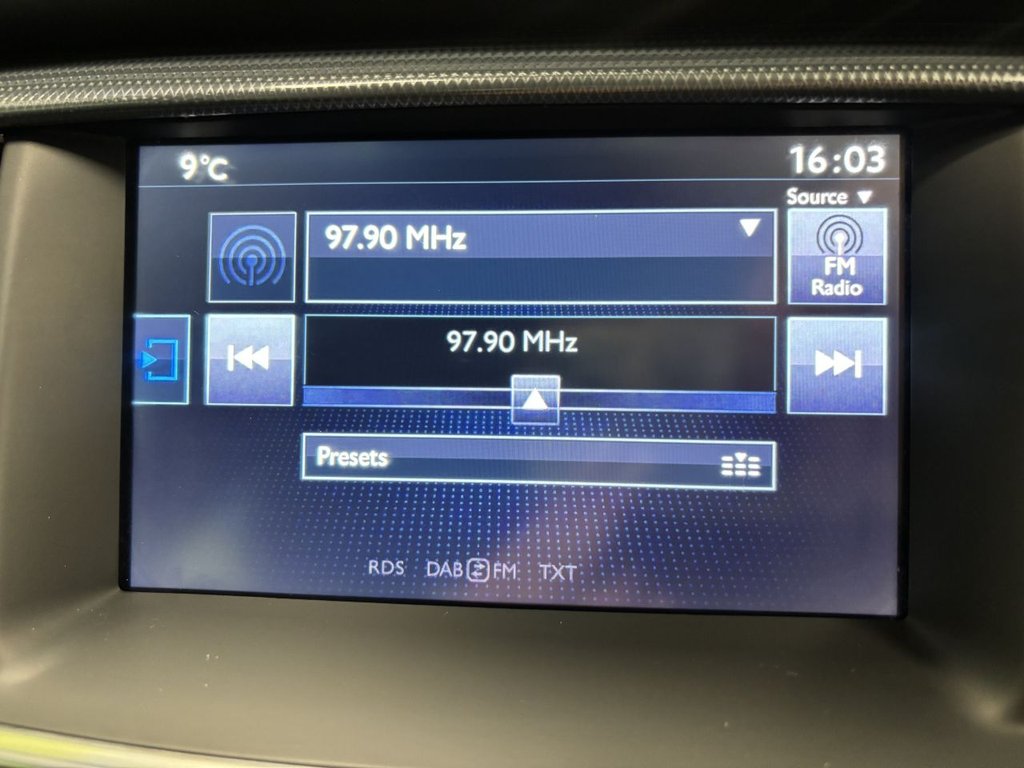 9°C
16:03
Source
97.90 MHz
FM
Radio
97.90 MHz
Presets
RDS DAB FM TXT